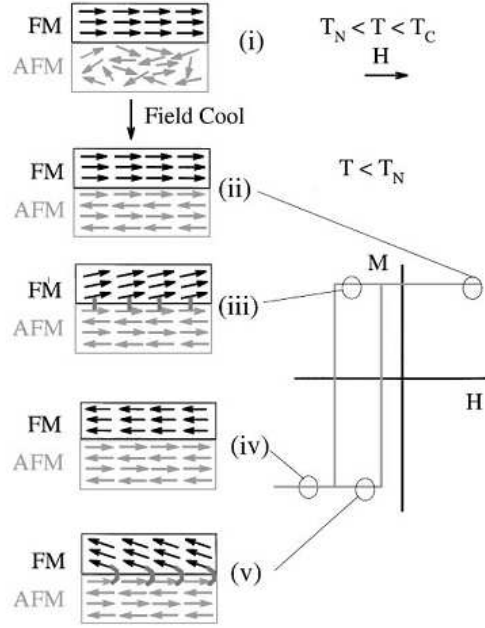 FM
AFM
(i)
T_N < T < T_C
H
Field Cool
FM
AFM
(ii)
T < T_N
FM
AFM
(iii)
M
H
FM
AFM
(iv)
FM
AFM
(v)